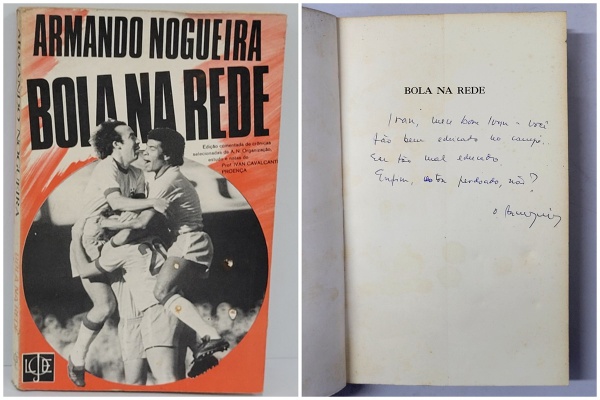 ARMANDO NOGUEIRA
BOLA NA REDE
Edição comentada de crônicas
selecionadas de A.N Organização,
estudo e notas do
Prof. IVAN CAVALCANTI
PROENÇA
BOLA NA REDE
Ivan, meu bom Ivan - você
tão bem educado no campo.
Eu tão mal educado.
Enfim, estou perdoado, não?